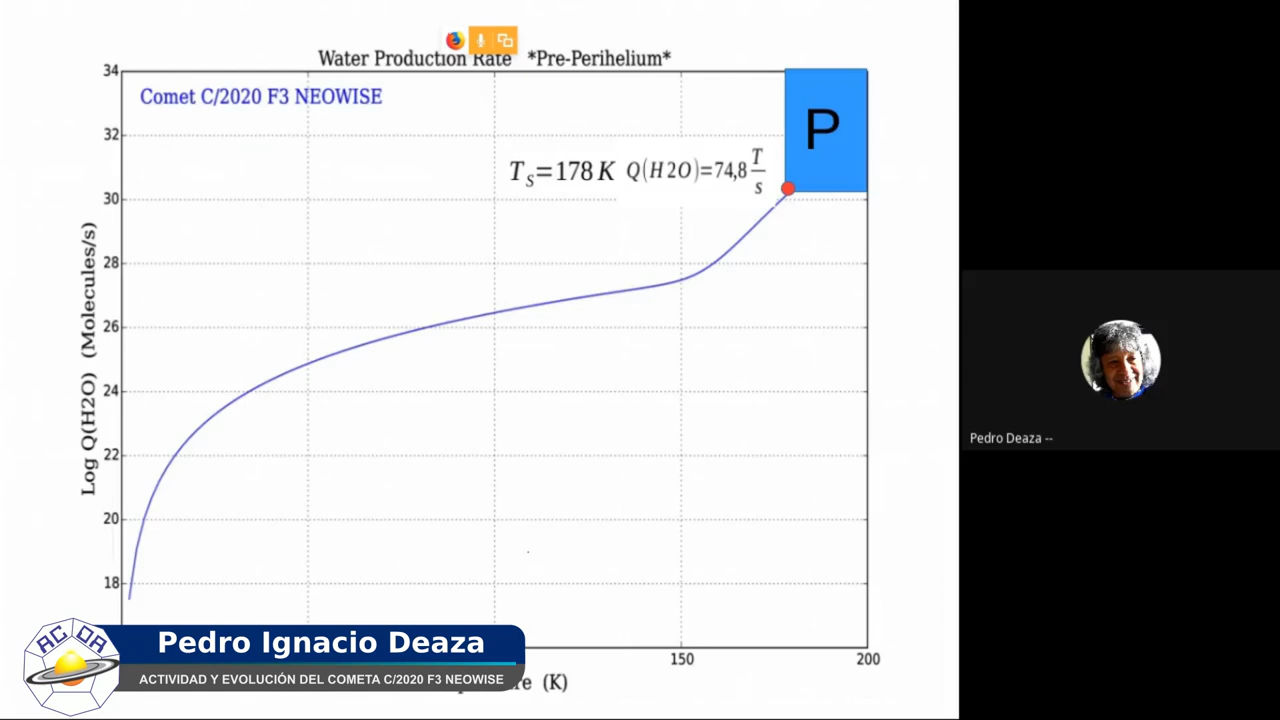 Water Production Rate *Pre-Perihelium*
34
Comet C/2020 F3 NEOWISE
P
32
T_S=178 K Q(H2O)=74,8 T/s
30
28
Log Q(H2O) (Molecules/s)
26
24
22
20
18
150
200
(K)
AC DA
Pedro Ignacio Deaza
ACTIVIDAD Y EVOLUCIÓN DEL COMETA C/2020 F3 NEOWISE
Pedro Deaza --